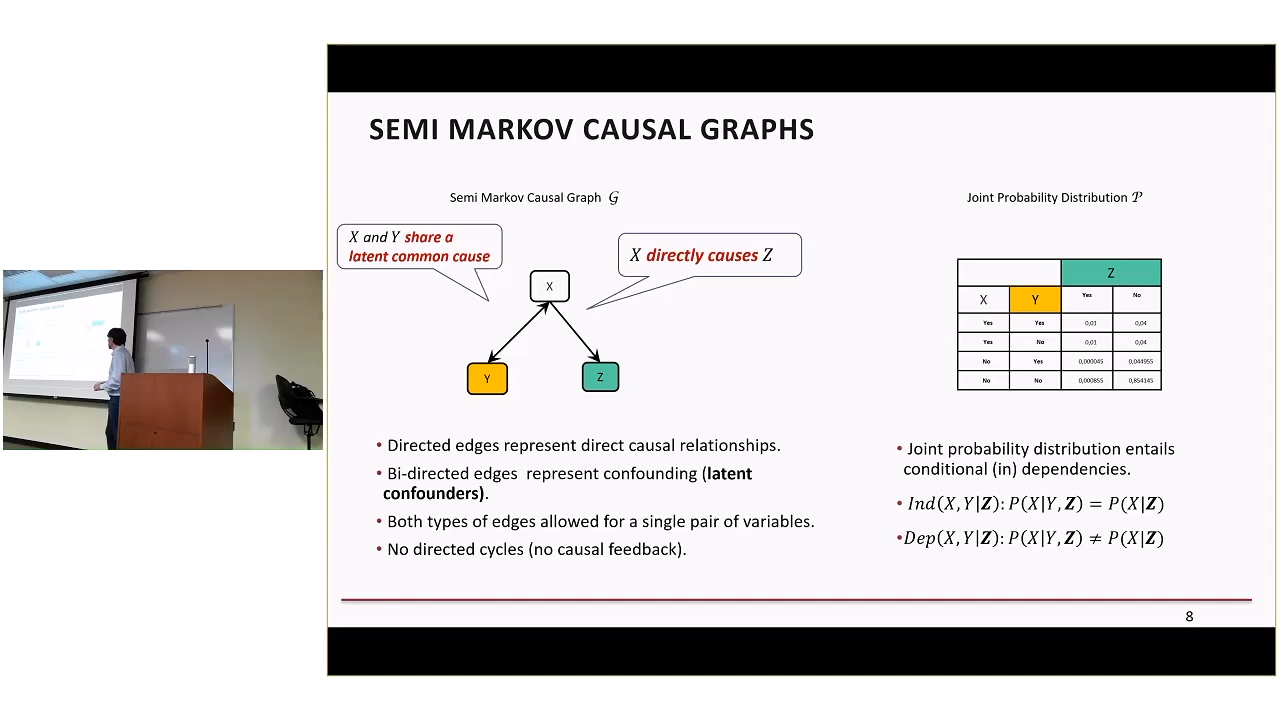 SEMI MARKOV CAUSAL GRAPHS
Semi Markov Causal Graph 𝒢
X and Y share a
latent common cause
X directly causes Z
X
Y
Z
• Directed edges represent direct causal relationships.
• Bi-directed edges represent confounding (latent
confounders).
• Both types of edges allowed for a single pair of variables.
• No directed cycles (no causal feedback).
Joint Probability Distribution 𝒫
Z
X Y Yes No
Yes Yes 0,01 0,04
Yes No 0,01 0,04
No Yes 0,000045 0,044955
No No 0,000855 0,854145
• Joint probability distribution entails
conditional (in) dependencies.
• Ind(X, Y|Z): P(X|Y, Z) = P(X|Z)
• Dep(X, Y|Z): P(X|Y, Z) ≠ P(X|Z)
8